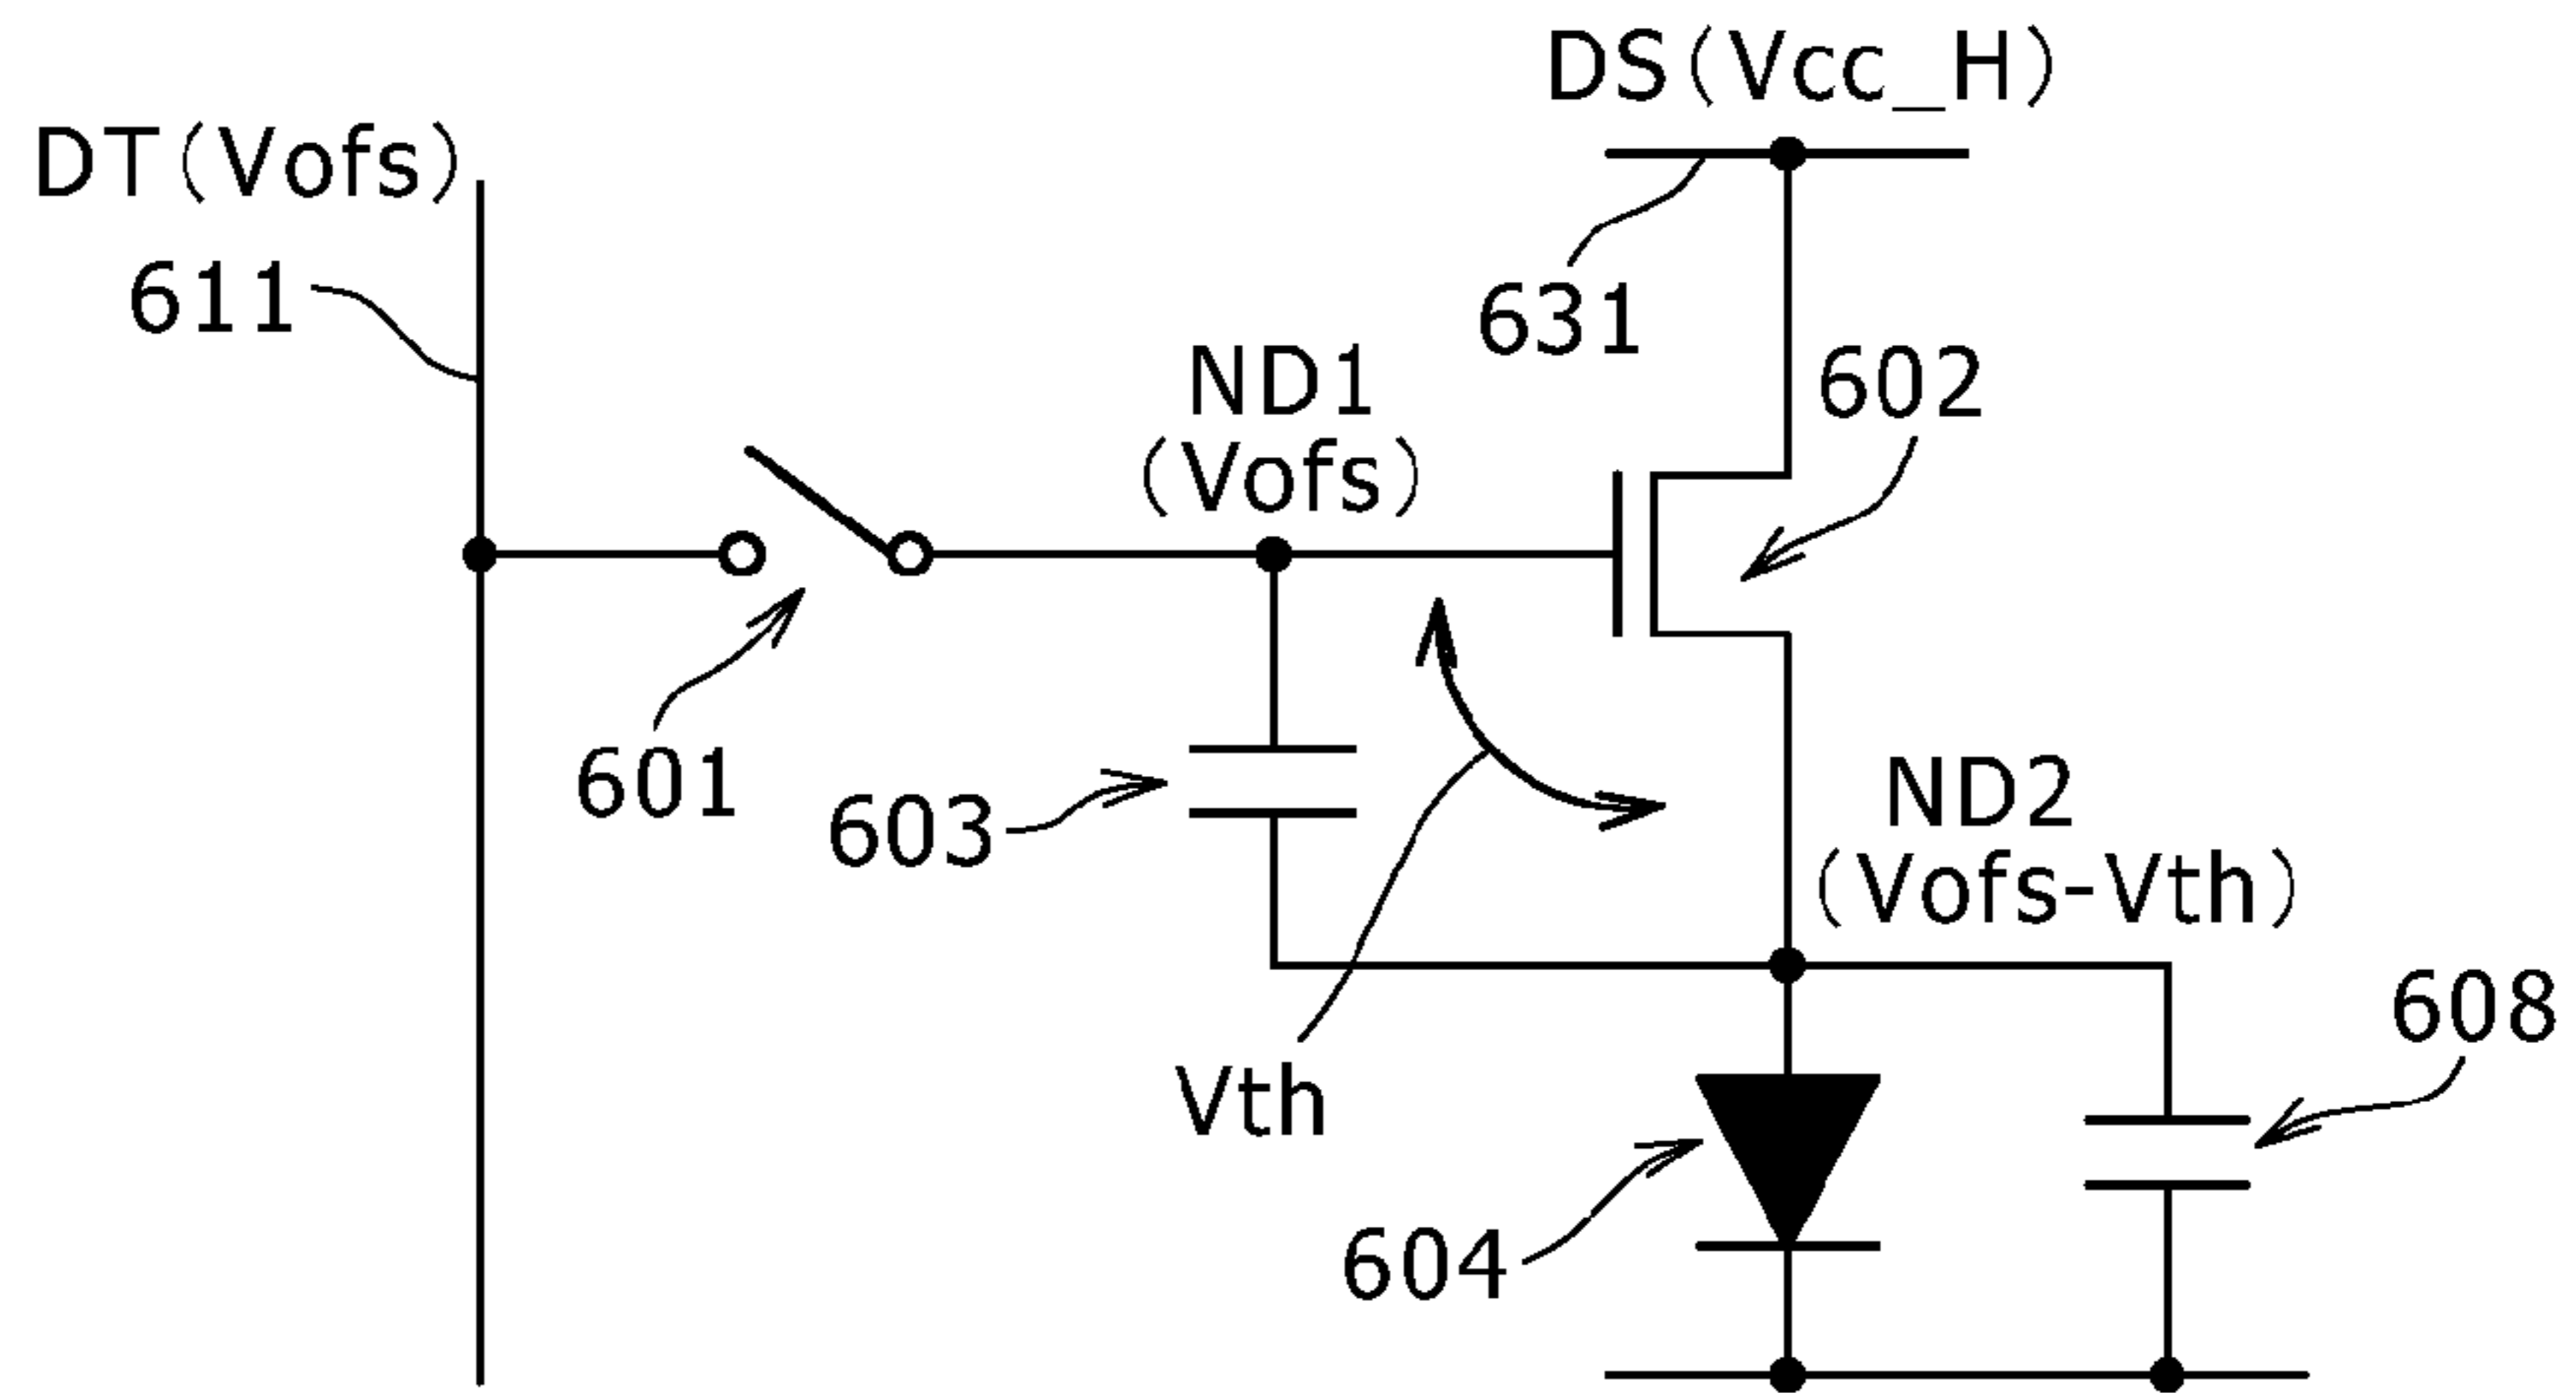 DS(Vcc_H)
DT(Vofs)
611
631
ND1
(Vofs)
602
601
603
ND2
(Vofs-Vth)
608
Vth
604